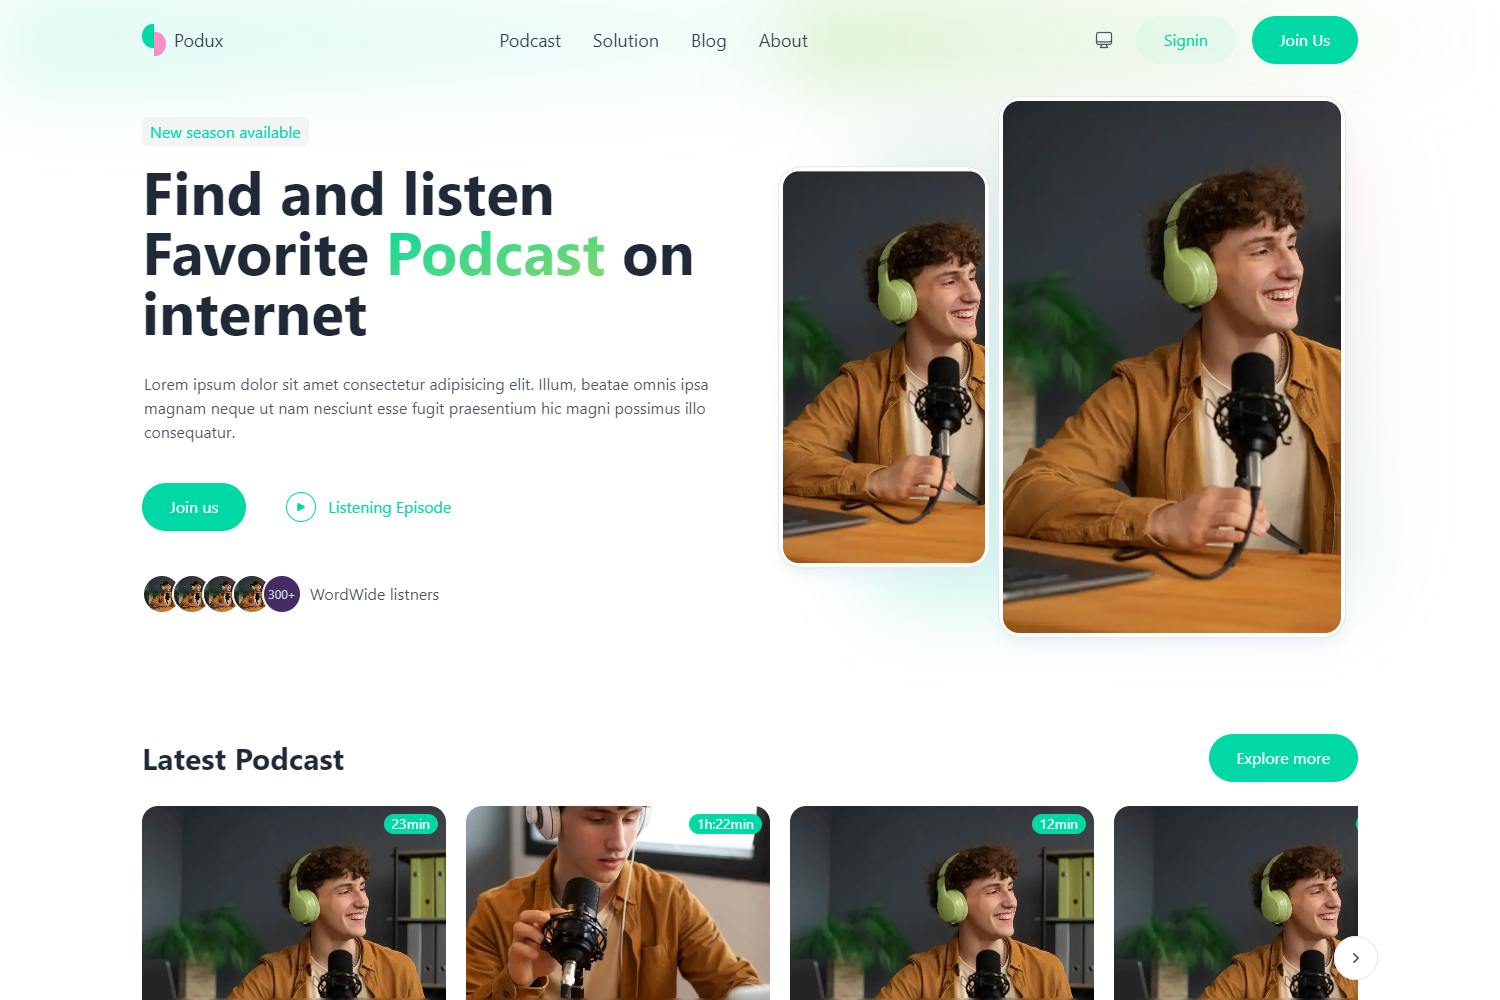 Podux
Podcast
Solution
Blog
About
Signin
Join Us
New season available
Find and listen
Favorite Podcast on
internet
Lorem ipsum dolor sit amet consectetur adipisicing elit. Illum, beatae omnis ipsa
magnam neque ut nam nesciunt esse fugit praesentium hic magni possimus illo
consequatur.
Join us
Listening Episode
300+
WordWide listners
Latest Podcast
Explore more
23min
1h:22min
12min